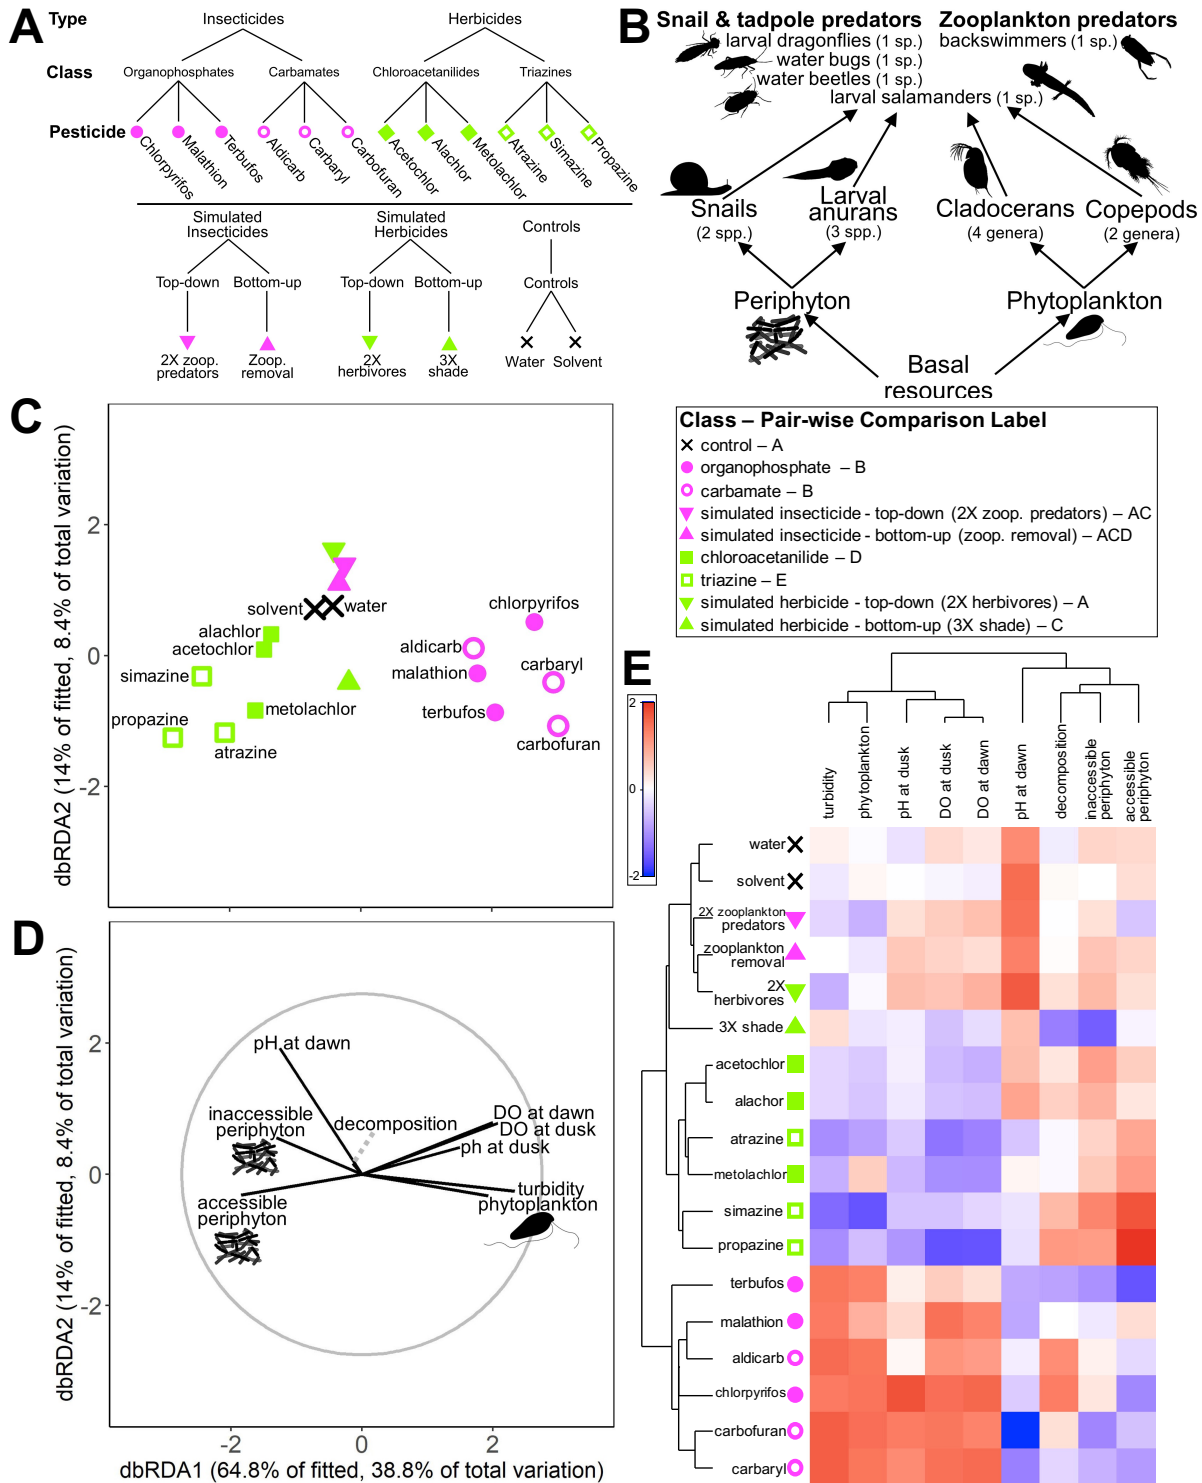 A
Type
Insecticides
Herbicides
Class
Organophosphates
Carbamates
Chloroacetanilides
Triazines
Pesticide
Chlorpyrifos
Malathion
Terbufos
Aldicarb
Carbaryl
Carbofuran
Acetochlor
Alachlor
Metolachlor
Atrazine
Simazine
Propazine
Simulated
Insecticides
Simulated
Herbicides
Controls
Top-down
Bottom-up
Top-down
Bottom-up
Controls
2X zoop.
predators
Zoop.
removal
2X
herbivores
3X
shade
Water
Solvent
B
Snail & tadpole predators
larval dragonflies (1 sp.)
water bugs (1 sp.)
water beetles (1 sp.)
larval salamanders (1 sp.)
Zooplankton predators
backswimmers (1 sp.)
Snails
(2 spp.)
Larval
anurans
(3 spp.)
Cladocerans
(4 genera)
Copepods
(2 genera)
Periphyton
Phytoplankton
Basal
resources
C
dbRDA2 (14% of fitted, 8.4% of total variation)
2
0
-2
solvent
water
alachlor
acetochlor
simazine
metolachlor
propazine
atrazine
chlorpyrifos
aldicarb
malathion
carbaryl
terbufos
carbofuran
Class – Pair-wise Comparison Label
control – A
organophosphate – B
carbamate – B
simulated insecticide - top-down (2X zoop. predators) – AC
simulated insecticide - bottom-up (zoop. removal) – ACD
chloroacetanilide – D
triazine – E
simulated herbicide - top-down (2X herbivores) – A
simulated herbicide - bottom-up (3X shade) – C
D
dbRDA2 (14% of fitted, 8.4% of total variation)
2
0
-2
pH at dawn
inaccessible
periphyton
decomposition
DO at dawn
DO at dusk
ph at dusk
accessible
periphyton
turbidity
phytoplankton
-2
0
2
dbRDA1 (64.8% of fitted, 38.8% of total variation)
E
2
0
-2
turbidity
phytoplankton
pH at dusk
DO at dusk
DO at dawn
pH at dawn
decomposition
inaccessible
periphyton
accessible
periphyton
water
solvent
2X zooplankton
predators
zooplankton
removal
2X
herbivores
3X shade
acetochlor
alachor
atrazine
metolachlor
simazine
propazine
terbufos
malathion
aldicarb
chlorpyrifos
carbofuran
carbaryl